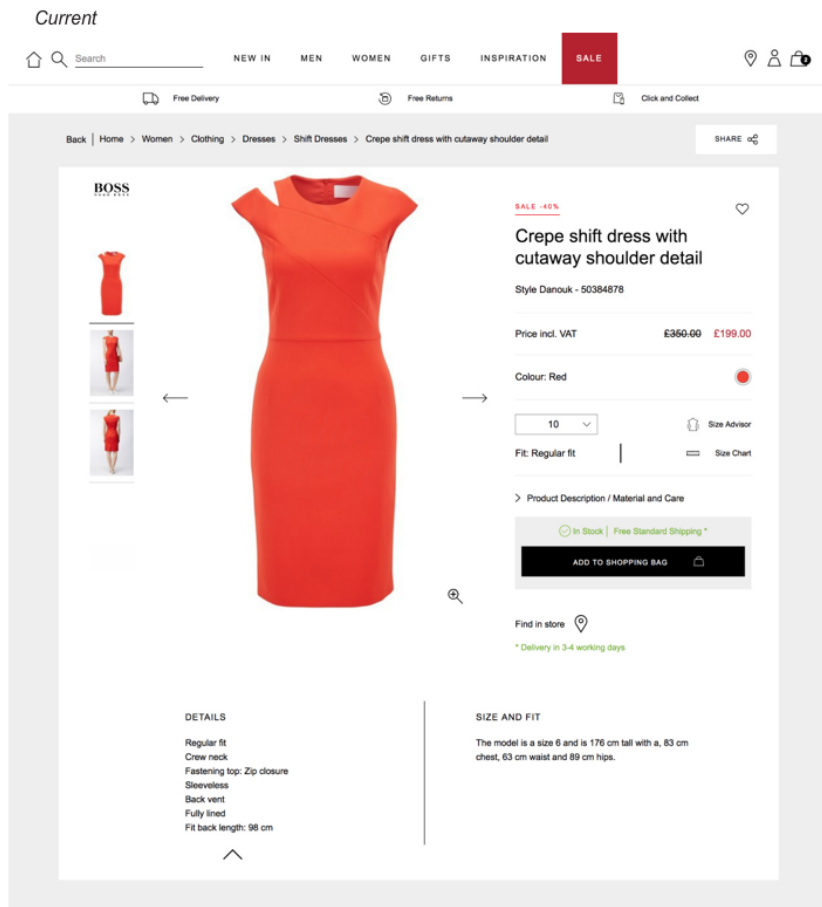 Current
Search
NEW IN MEN WOMEN GIFTS INSPIRATION SALE
Free Delivery Free Returns Click and Collect
Back | Home > Women > Clothing > Dresses > Shift Dresses > Crepe shift dress with cutaway shoulder detail
SHARE
BOSS
HUGO BOSS
SALE -40%
Crepe shift dress with
cutaway shoulder detail
Style Danouk - 50384878
Price incl. VAT £350.00 £199.00
Colour: Red
10 Size Advisor
Fit: Regular fit Size Chart
> Product Description / Material and Care
In Stock | Free Standard Shipping *
ADD TO SHOPPING BAG
Find in store
* Delivery in 3-4 working days
DETAILS
Regular fit
Crew neck
Fastening top: Zip closure
Sleeveless
Back vent
Fully lined
Fit back length: 98 cm
SIZE AND FIT
The model is a size 6 and is 176 cm tall with a, 83 cm
chest, 63 cm waist and 89 cm hips.